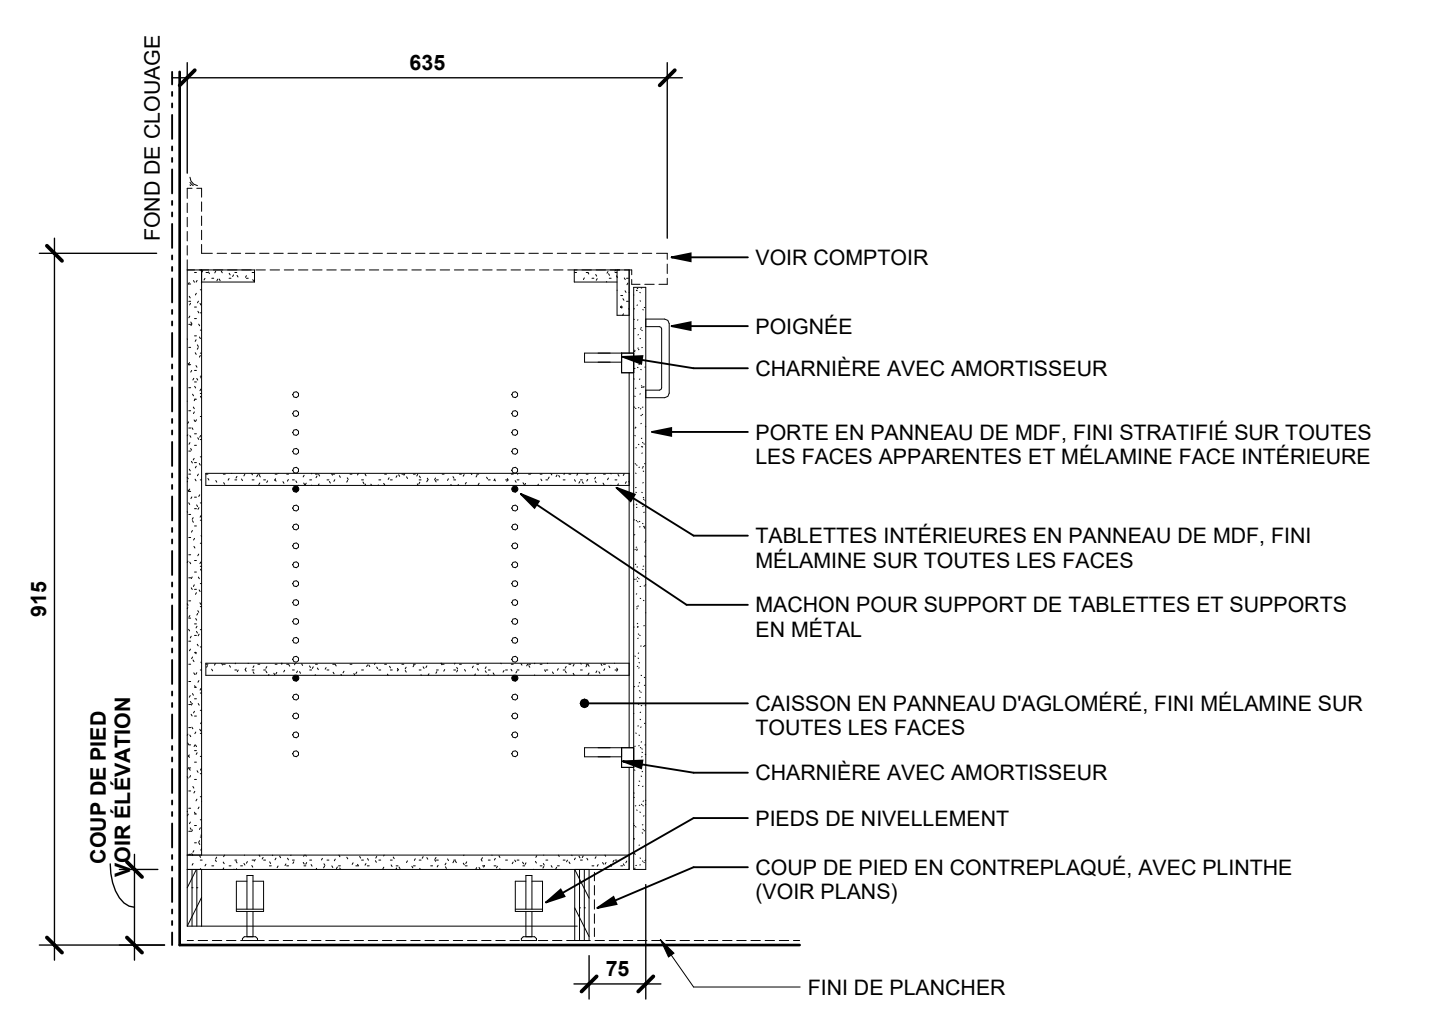 FOND DE CLOUAGE
635
VOIR COMPTOIR
POIGNÉE
CHARNIÈRE AVEC AMORTISSEUR
PORTE EN PANNEAU DE MDF, FINI STRATIFIÉ SUR TOUTES
LES FACES APPARENTES ET MÉLAMINE FACE INTÉRIEURE
TABLETTES INTÉRIEURES EN PANNEAU DE MDF, FINI
MÉLAMINE SUR TOUTES LES FACES
915
MACHON POUR SUPPORT DE TABLETTES ET SUPPORTS
EN MÉTAL
CAISSON EN PANNEAU D'AGLOMÉRÉ, FINI MÉLAMINE SUR
TOUTES LES FACES
COUP DE PIED
VOIR ÉLÉVATION
CHARNIÈRE AVEC AMORTISSEUR
PIEDS DE NIVELLEMENT
COUP DE PIED EN CONTREPLAQUÉ, AVEC PLINTHE
(VOIR PLANS)
75
FINI DE PLANCHER